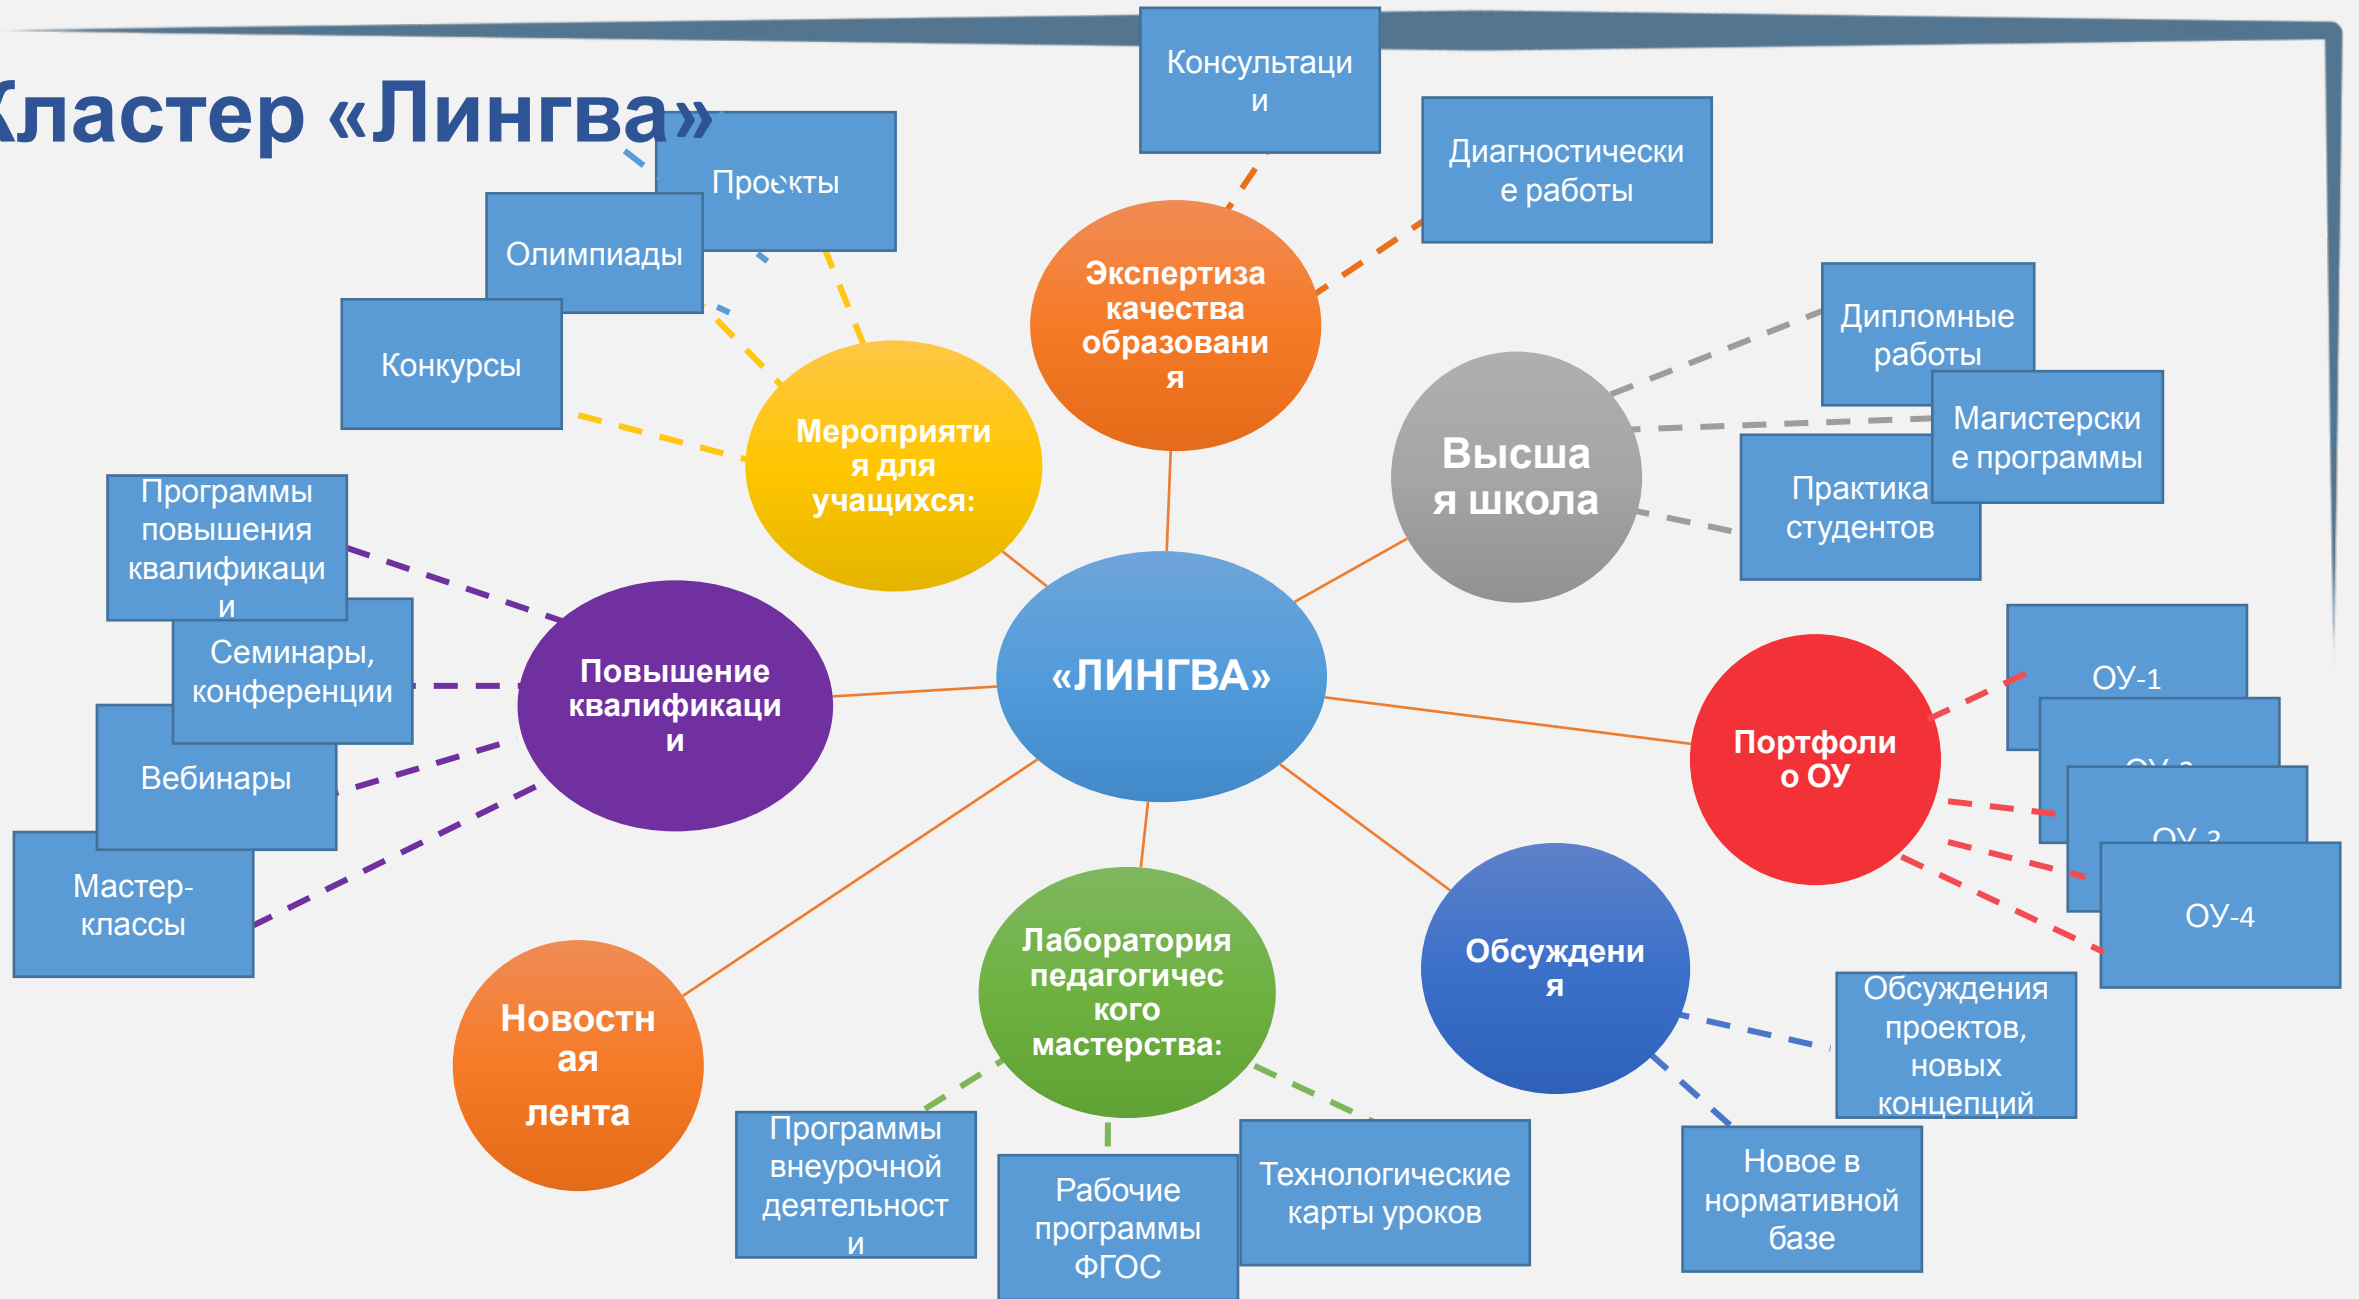 Кластер «Лингва»
Консультаци
и
Диагностически
е работы
Проекты
Олимпиады
Конкурсы
Экспертиза
качества
образовани
я
Дипломные
работы
Магистерски
е программы
Практика
студентов
Высша
я школа
Мероприяти
я для
учащихся:
Программы
повышения
квалификаци
и
Семинары,
конференции
Вебинары
Мастер-
классы
Повышение
квалификаци
и
«ЛИНГВА»
Портфоли
о ОУ
ОУ-1
ОУ-3
ОУ-4
Обсуждени
я
Обсуждения
проектов,
новых
концепций
Новое в
нормативной
базе
Лаборатория
педагогичес
кого
мастерства:
Новостн
ая
лента
Программы
внеурочной
деятельност
и
Рабочие
программы
ФГОС
Технологические
карты уроков